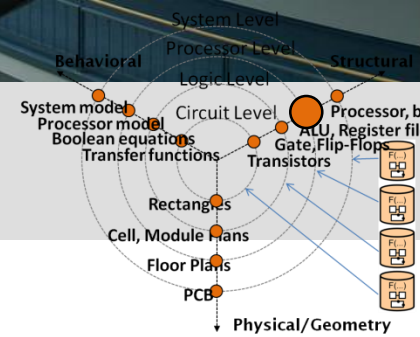 System Level
Processor Level
Behavioral
Structural
Logic Level
Circuit Level
System model
Processor, b
Processor model
ALU, Register fil
Boolean equations
Gate,Flip-Flops
Transfer functions
Transistors
F(...)
F(...)
Rectangles
Cell, Module Plans
F(...)
Floor Plans
F(...)
PCB
Physical/Geometry